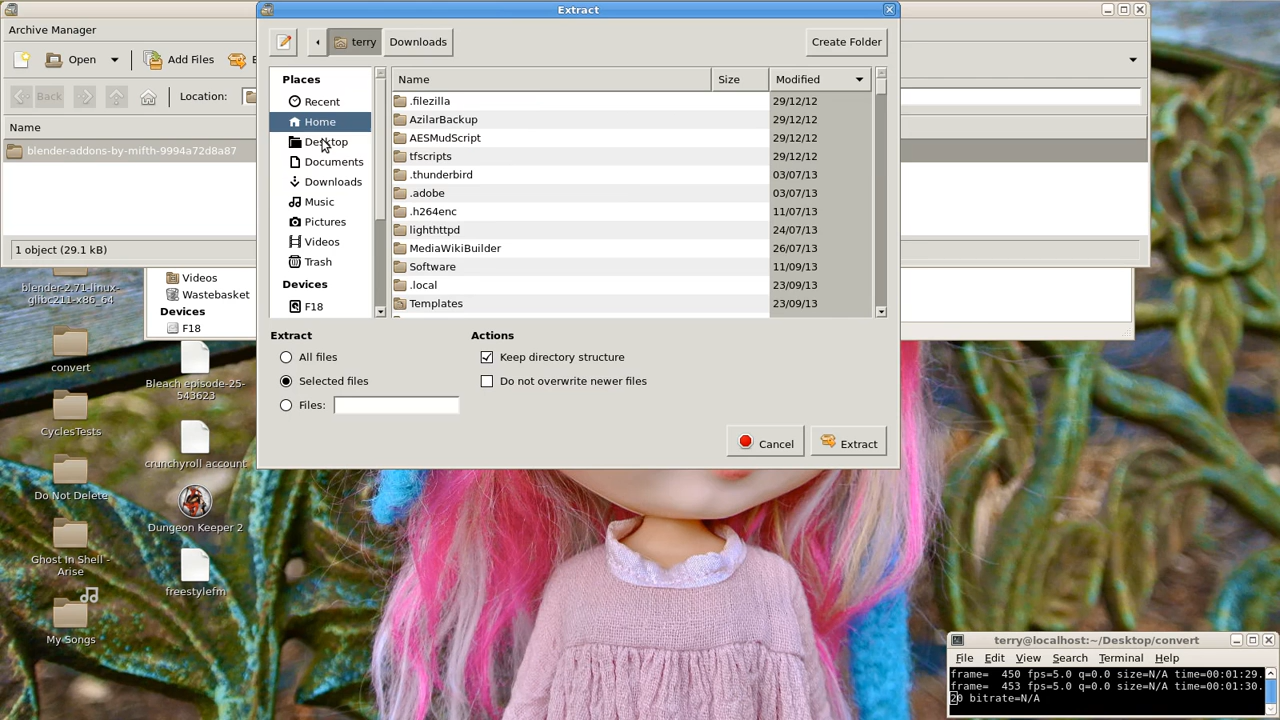 Extract
Archive Manager
Open
Add Files
Back
Location:
Name
blender-addons-by-mifth-9994a72d8a87
1 object (29.1 kB)
terry
Downloads
Create Folder
Places
Recent
Home
Desktop
Documents
Downloads
Music
Pictures
Videos
Trash
Devices
F18
Name Size Modified
.filezilla 29/12/12
AzilarBackup 29/12/12
AESMudScript 29/12/12
tfscripts 29/12/12
.thunderbird 03/07/13
.adobe 03/07/13
.h264enc 11/07/13
lighthttpd 24/07/13
MediaWikiBuilder 26/07/13
Software 11/09/13
.local 23/09/13
Templates 23/09/13
Extract
All files
Selected files
Files:
Actions
Keep directory structure
Do not overwrite newer files
Cancel
Extract
Videos
Wastebasket
Devices
F18
blender-2.71-linux-
glibc211-x86_64
convert
CyclesTests
Do Not Delete
Ghost In Shell -
Arise
My Songs
Bleach episode-25-
543623
crunchyroll account
Dungeon Keeper 2
freestylefm
terry@localhost:~/Desktop/convert
File Edit View Search Terminal Help
frame=  450 fps=5.0 q=0.0 size=N/A time=00:01:29.
frame=  453 fps=5.0 q=0.0 size=N/A time=00:01:30.
20 bitrate=N/A